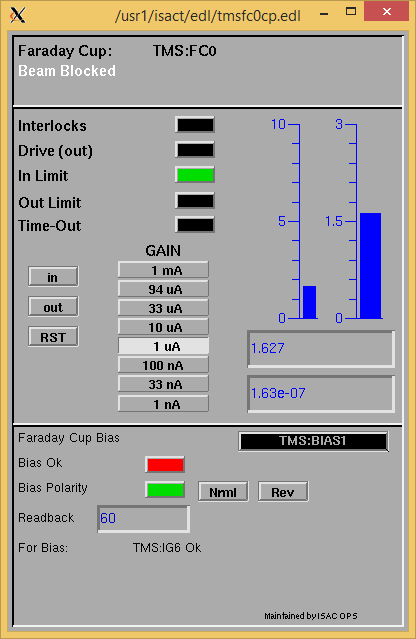 /usr1/isact/edl/tmsfc0cp.edl
Faraday Cup: TMS:FC0
Beam Blocked
Interlocks
Drive (out)
In Limit
Out Limit
Time-Out
10
5
0
3
1.5
0
GAIN
1 mA
94 uA
33 uA
10 uA
1 uA
100 nA
33 nA
1 nA
in
out
RST
1.627
1.63e-07
Faraday Cup Bias TMS:BIAS1
Bias Ok
Bias Polarity Nrml Rev
Readback 60
For Bias: TMS:IG6 Ok
Maintained by ISAC OPS